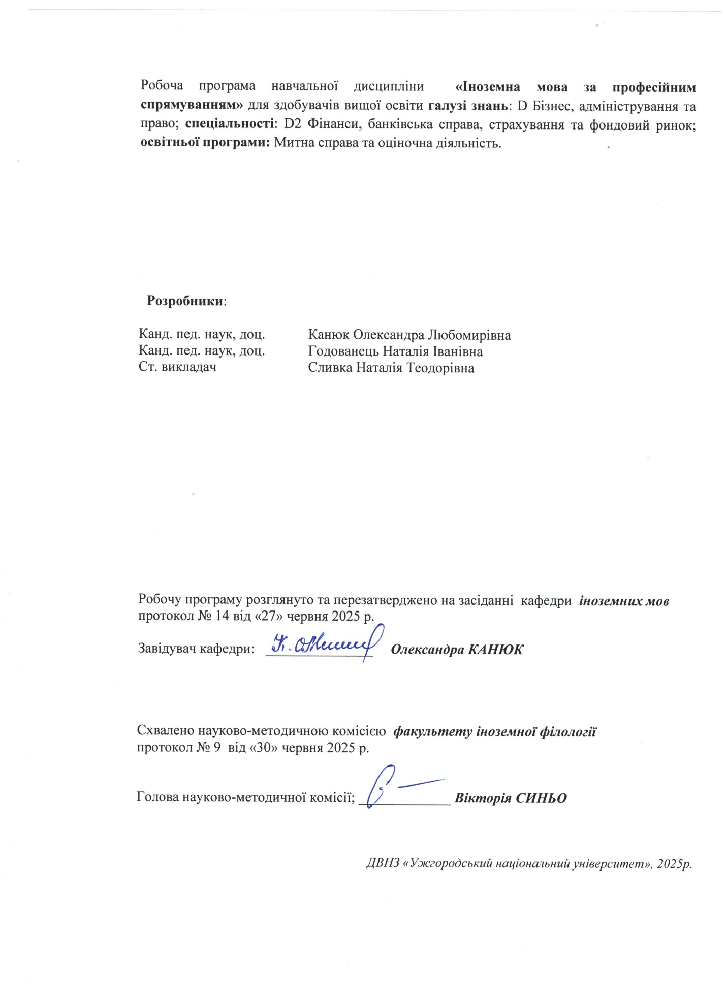 Робоча програма навчальної дисципліни «Іноземна мова за професійним
спрямуванням» для здобувачів вищої освіти галузі знань: D Бізнес, адміністрування та
право; спеціальності: D2 Фінанси, банківська справа, страхування та фондовий ринок;
освітньої програми: Митна справа та оціночна діяльність.
Розробники:
Канд. пед. наук, доц. Канюк Олександра Любомирівна
Канд. пед. наук, доц. Годованець Наталія Іванівна
Ст. викладач Сливка Наталія Теодорівна
Робочу програму розглянуто та перезатверджено на засіданні кафедри іноземних мов
протокол № 14 від «27» червня 2025 р.
Завідувач кафедри: Олександра КАНЮК
Схвалено науково-методичною комісією факультету іноземної філології
протокол № 9 від «30» червня 2025 р.
Голова науково-методичної комісії; Вікторія СИНЬО
ДВНЗ «Ужгородський національний університет», 2025р.